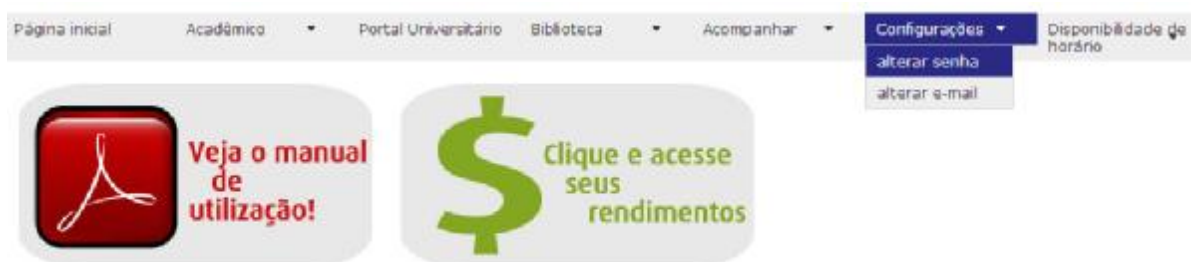 Página inicial
Acadêmico
Portal Universitário
Biblioteca
Acompanhar
Configurações
Disponibilidade de
horário
alterar senha
alterar e-mail
Veja o manual
de
utilização!
$
Clique e acesse
seus
rendimentos